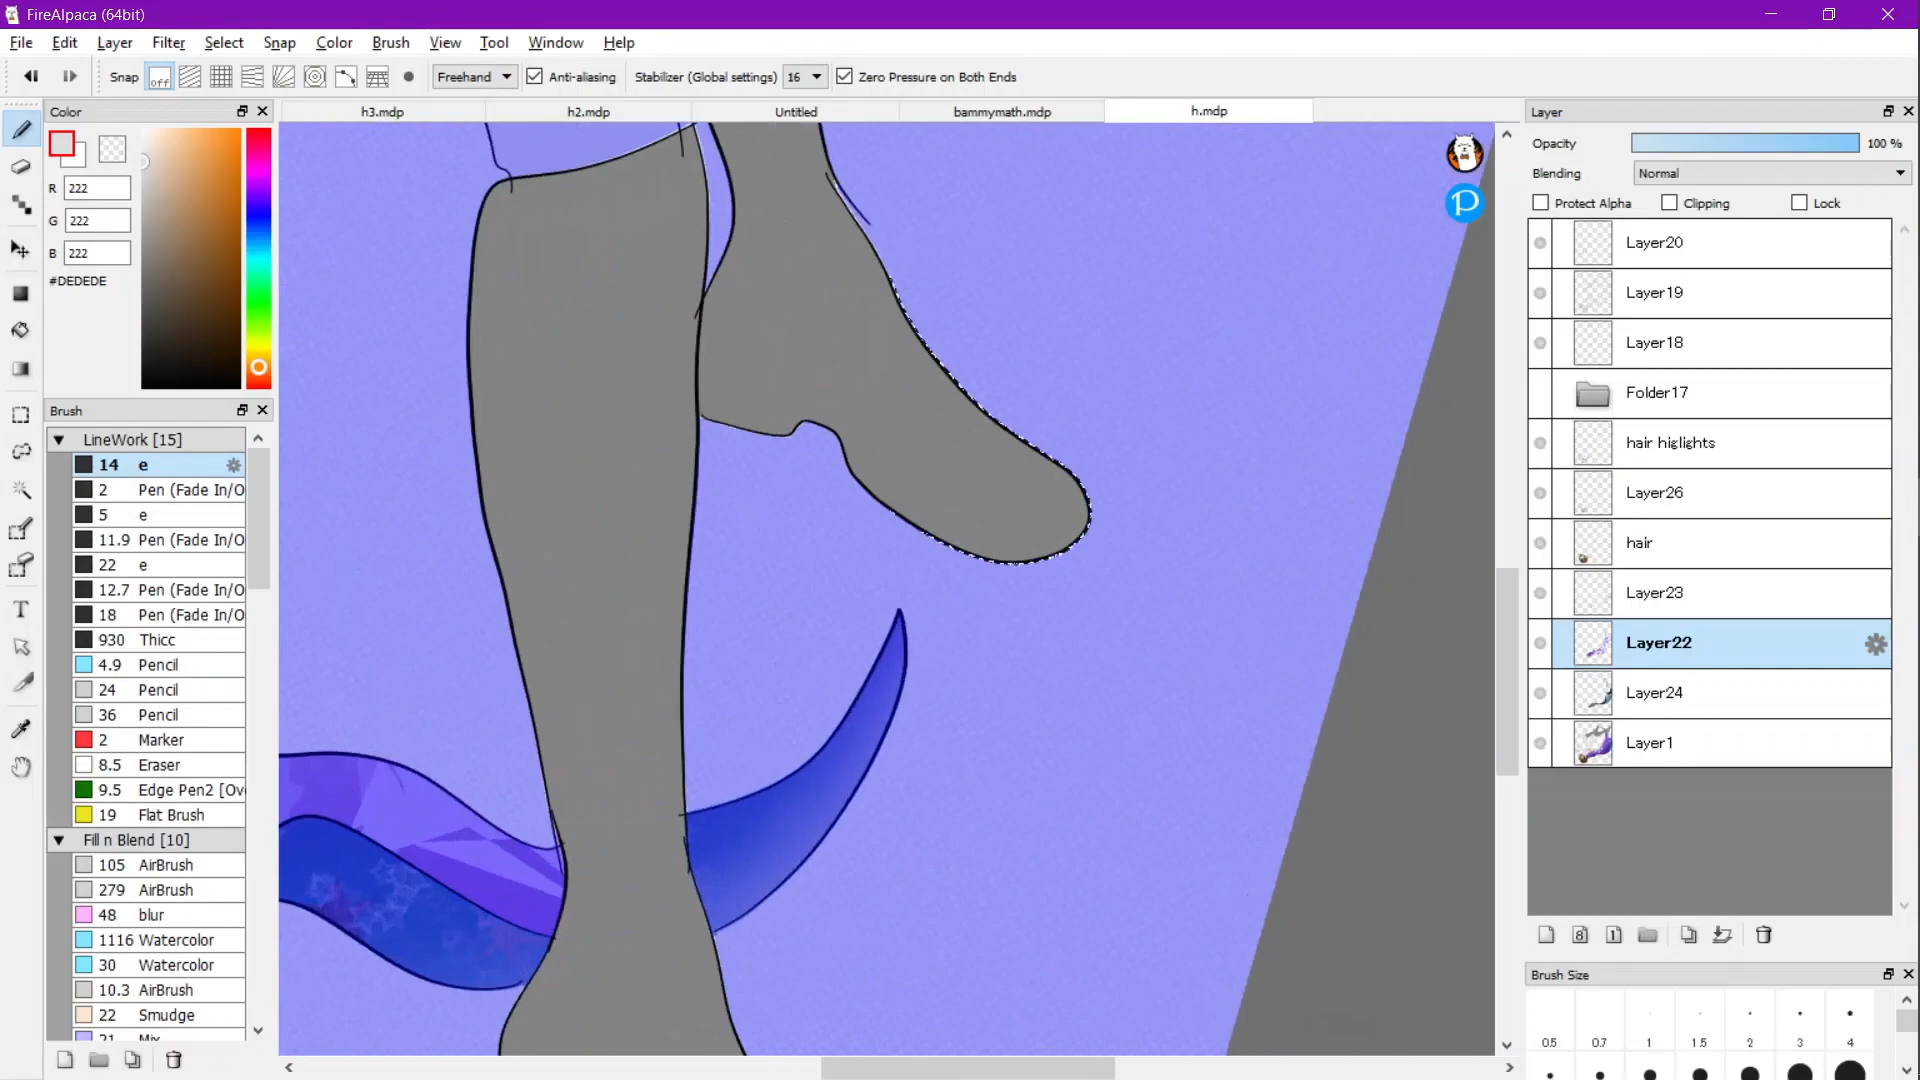 FireAlpaca (64bit)
File Edit Layer Filter Select Snap Color Brush View Tool Window Help
Snap off Freehand Anti-aliasing Stabilizer (Global settings) 16 Zero Pressure on Both Ends
Color
h3.mdp h2.mdp Untitled bammymath.mdp h.mdp
Layer
R 222
G 222
B 222
#DEDEDE
Brush
LineWork [15]
14 e
2 Pen (Fade In/O
5 e
11.9 Pen (Fade In/O
22 e
12.7 Pen (Fade In/O
18 Pen (Fade In/O
930 Thicc
4.9 Pencil
24 Pencil
36 Pencil
2 Marker
8.5 Eraser
9.5 Edge Pen2 [Ov
19 Flat Brush
Fill n Blend [10]
105 AirBrush
279 AirBrush
48 blur
1116 Watercolor
30 Watercolor
10.3 AirBrush
22 Smudge
21 Mix
P
Opacity 100 %
Blending Normal
Protect Alpha Clipping Lock
Layer20
Layer19
Layer18
Folder17
hair higlights
Layer26
hair
Layer23
Layer22
Layer24
Layer1
8 1
Brush Size
0.5 0.7 1 1.5 2 3 4
T